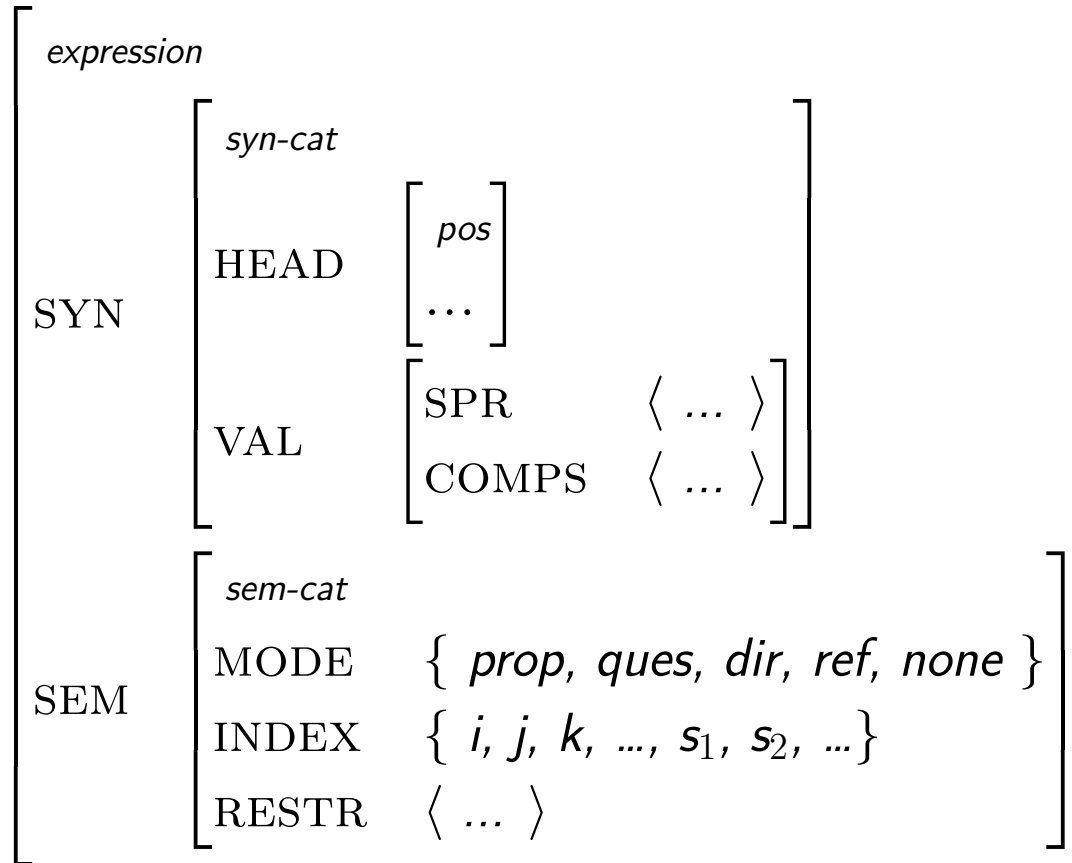 expression
syn-cat
pos
HEAD
...
SYN
SPR ⟨ ... ⟩
VAL
COMPS ⟨ ... ⟩
sem-cat
MODE { prop, ques, dir, ref, none }
SEM
INDEX { i, j, k, ..., s₁, s₂, ...}
RESTR ⟨ ... ⟩